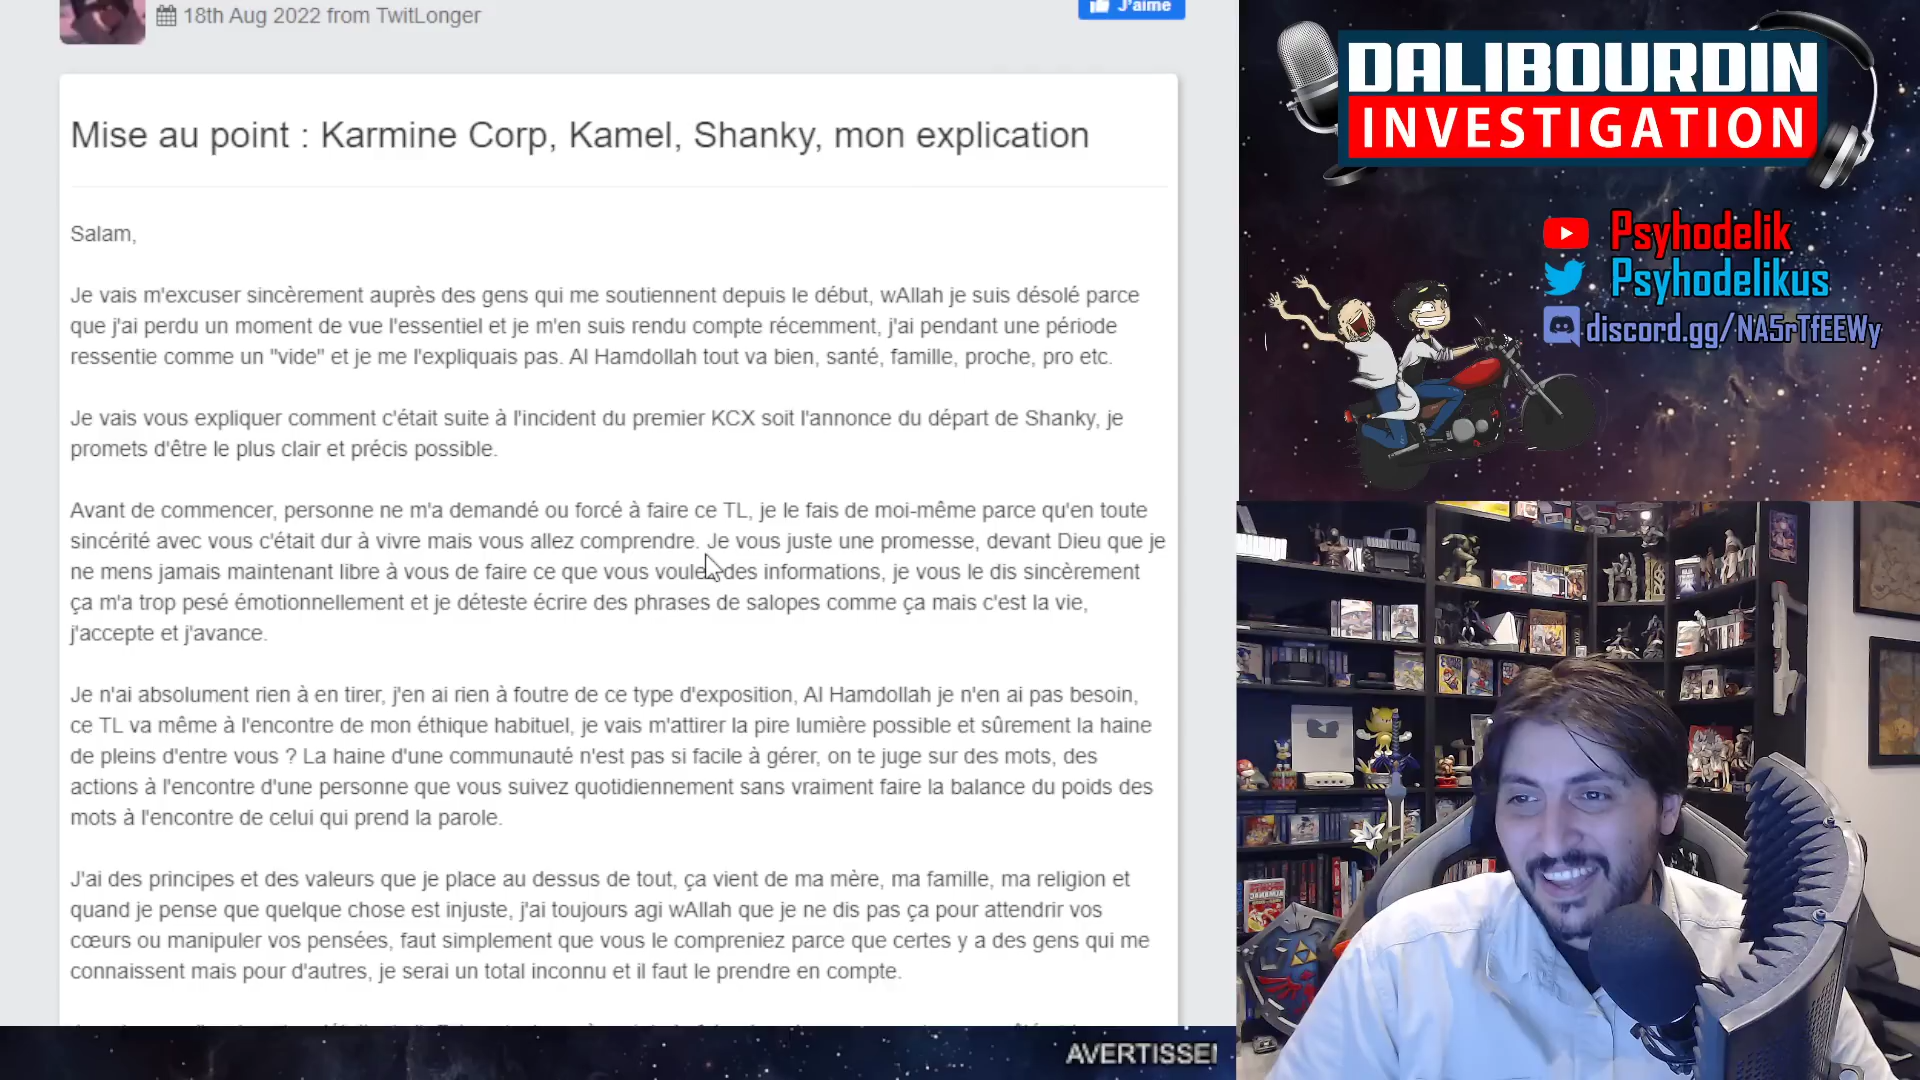 18th Aug 2022 from TwitLonger
J'aime
Mise au point : Karmine Corp, Kamel, Shanky, mon explication
Salam,
Je vais m'excuser sincèrement auprès des gens qui me soutiennent depuis le début, wAllah je suis désolé parce
que j'ai perdu un moment de vue l'essentiel et je m'en suis rendu compte récemment, j'ai pendant une période
ressentie comme un "vide" et je me l'expliquais pas. Al Hamdollah tout va bien, santé, famille, proche, pro etc.
Je vais vous expliquer comment c'était suite à l'incident du premier KCX soit l'annonce du départ de Shanky, je
promets d'être le plus clair et précis possible.
Avant de commencer, personne ne m'a demandé ou forcé à faire ce TL, je le fais de moi-même parce qu'en toute
sincérité avec vous c'était dur à vivre mais vous allez comprendre. Je vous juste une promesse, devant Dieu que je
ne mens jamais maintenant libre à vous de faire ce que vous voulez des informations, je vous le dis sincèrement
ça m'a trop pesé émotionnellement et je déteste écrire des phrases de salopes comme ça mais c'est la vie,
j'accepte et j'avance.
Je n'ai absolument rien à en tirer, j'en ai rien à foutre de ce type d'exposition, Al Hamdollah je n'en ai pas besoin,
ce TL va même à l'encontre de mon éthique habituel, je vais m'attirer la pire lumière possible et sûrement la haine
de pleins d'entre vous ? La haine d'une communauté n'est pas si facile à gérer, on te juge sur des mots, des
actions à l'encontre d'une personne que vous suivez quotidiennement sans vraiment faire la balance du poids des
mots à l'encontre de celui qui prend la parole.
J'ai des principes et des valeurs que je place au dessus de tout, ça vient de ma mère, ma famille, ma religion et
quand je pense que quelque chose est injuste, j'ai toujours agi wAllah que je ne dis pas ça pour attendrir vos
cœurs ou manipuler vos pensées, faut simplement que vous le compreniez parce que certes y a des gens qui me
connaissent mais pour d'autres, je serai un total inconnu et il faut le prendre en compte.
AVERTISSE
DALIBOURDIN
INVESTIGATION
Psyhodelik
Psyhodelikus
discord.gg/NA5rTfEEWy